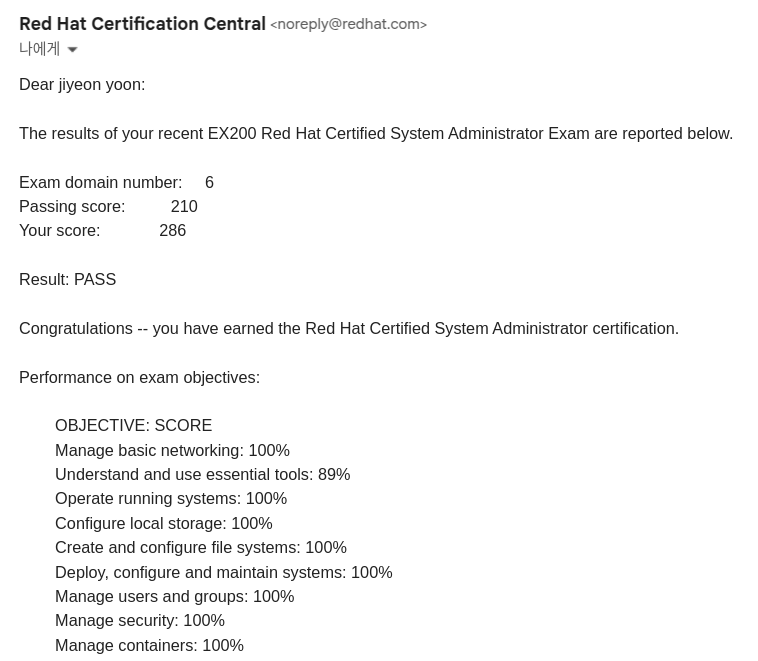 Red Hat Certification Central <noreply@redhat.com>
나에게
Dear jiyeon yoon:
The results of your recent EX200 Red Hat Certified System Administrator Exam are reported below.
Exam domain number: 6
Passing score: 210
Your score: 286
Result: PASS
Congratulations -- you have earned the Red Hat Certified System Administrator certification.
Performance on exam objectives:
OBJECTIVE: SCORE
Manage basic networking: 100%
Understand and use essential tools: 89%
Operate running systems: 100%
Configure local storage: 100%
Create and configure file systems: 100%
Deploy, configure and maintain systems: 100%
Manage users and groups: 100%
Manage security: 100%
Manage containers: 100%